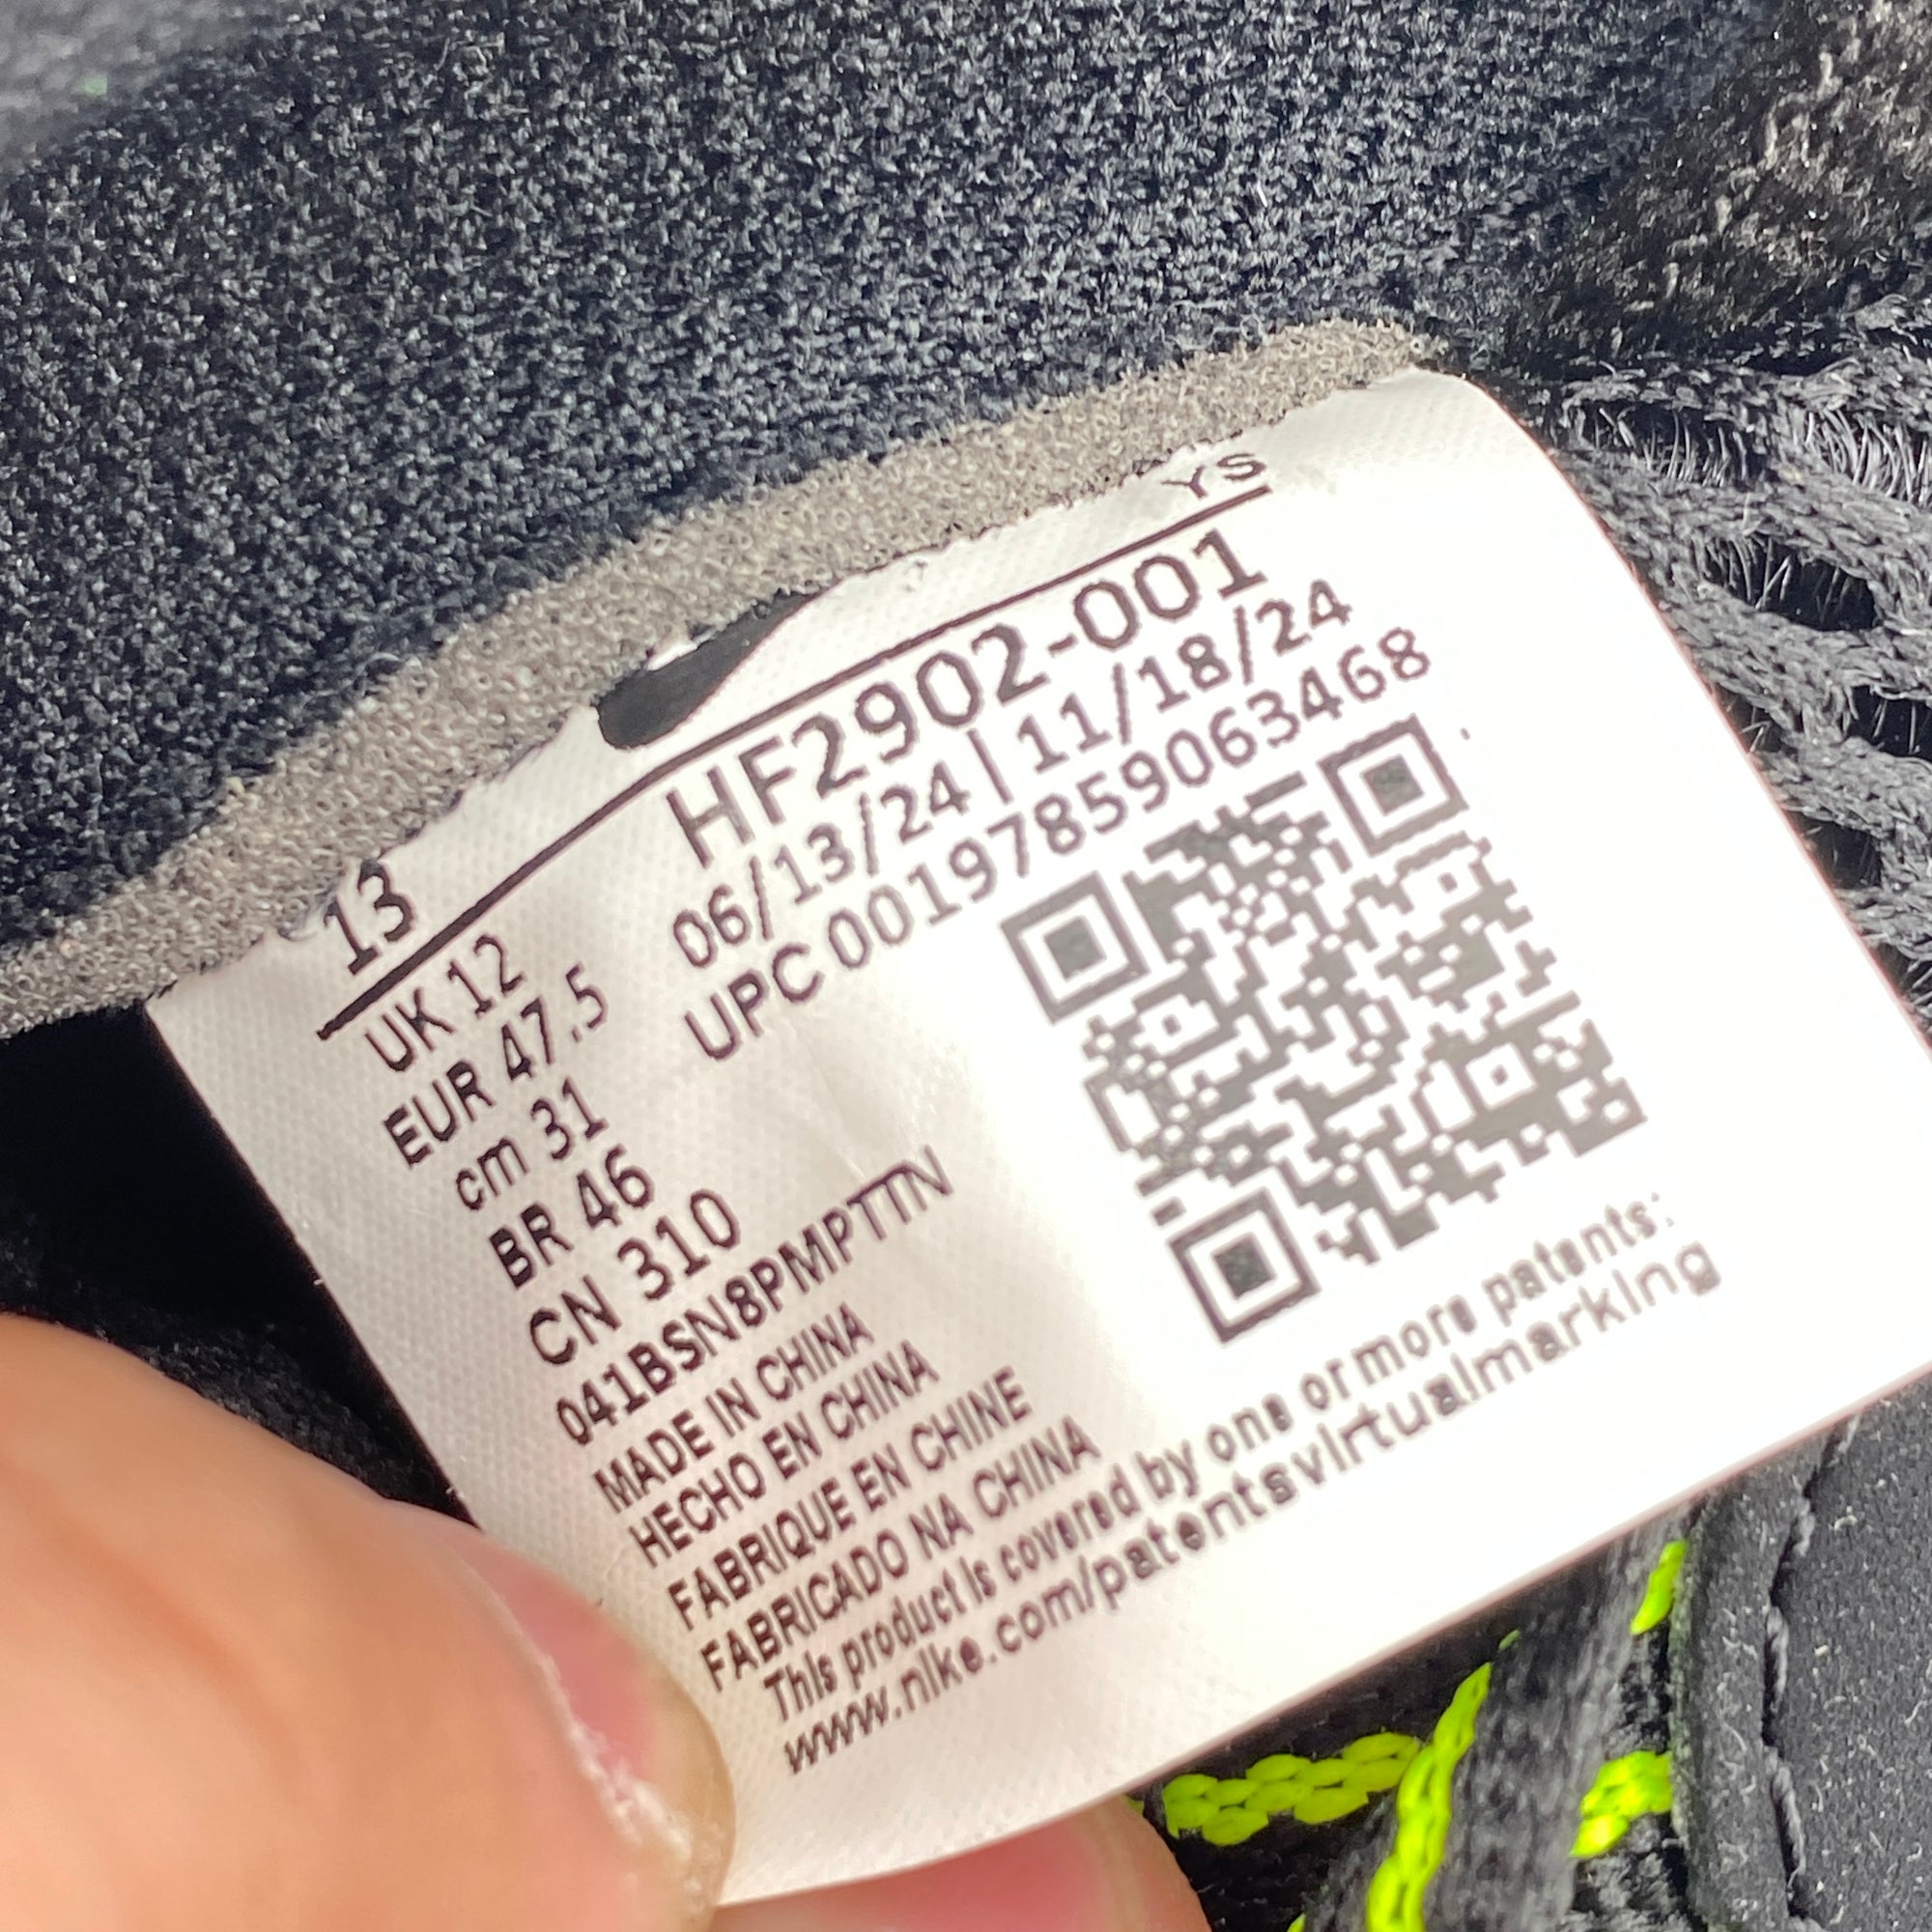 YS
13
HF2902-001
06/13/24 | 11/18/24
UPC 00197859063468
UK 12
EUR 47.5
cm 31
BR 46
CN 310
041BSN8PMPTTN
MADE IN CHINA
HECHO EN CHINA
FABRIQUE EN CHINE
FABRICADO NA CHINA
This product is covered by one or more patents:
www.nike.com/patentsvirtualmarking